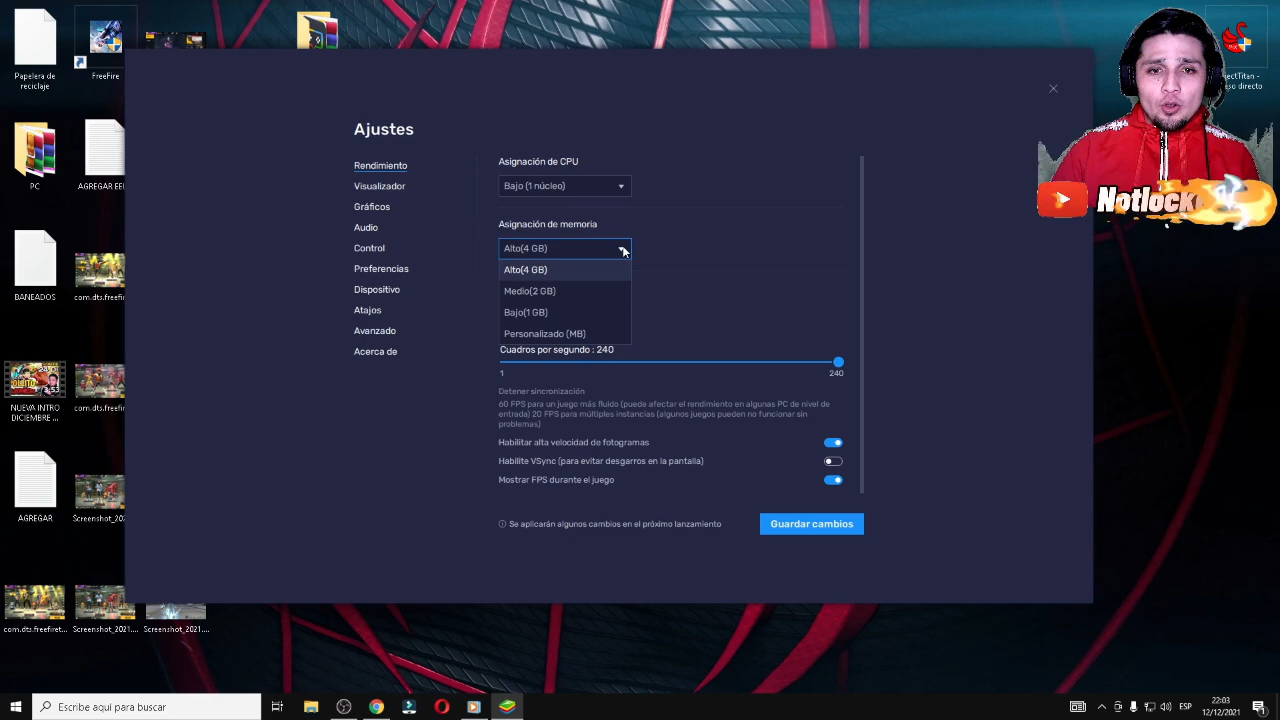 Papelera de
reciclaje
FreeFire
PC
AGREGAR EEL
BANEADOS
com.dts.freefir
NUEVA INTRO
DICIEMBRE ...
com.dts.freefir
AGREGAR
Screenshot_202
com.dts.freefiret...
Screenshot_2021....
Screenshot_2021....
Ajustes
Rendimiento
Visualizador
Gráficos
Audio
Control
Preferencias
Dispositivo
Atajos
Avanzado
Acerca de
Asignación de CPU
Bajo (1 núcleo)
Asignación de memoria
Alto(4 GB)
Alto(4 GB)
Medio(2 GB)
Bajo(1 GB)
Personalizado (MB)
Cuadros por segundo : 240
1
240
Detener sincronización
60 FPS para un juego más fluido (puede afectar el rendimiento en algunas PC de nivel de
entrada) 20 FPS para múltiples instancias (algunos juegos pueden no funcionar sin
problemas)
Habilitar alta velocidad de fotogramas
Habilite VSync (para evitar desgarros en la pantalla)
Mostrar FPS durante el juego
Se aplicarán algunos cambios en el próximo lanzamiento
Guardar cambios
ectTitan -
so directo
Notlock
Escribe aquí para buscar
ESP
22:03
12/12/2021